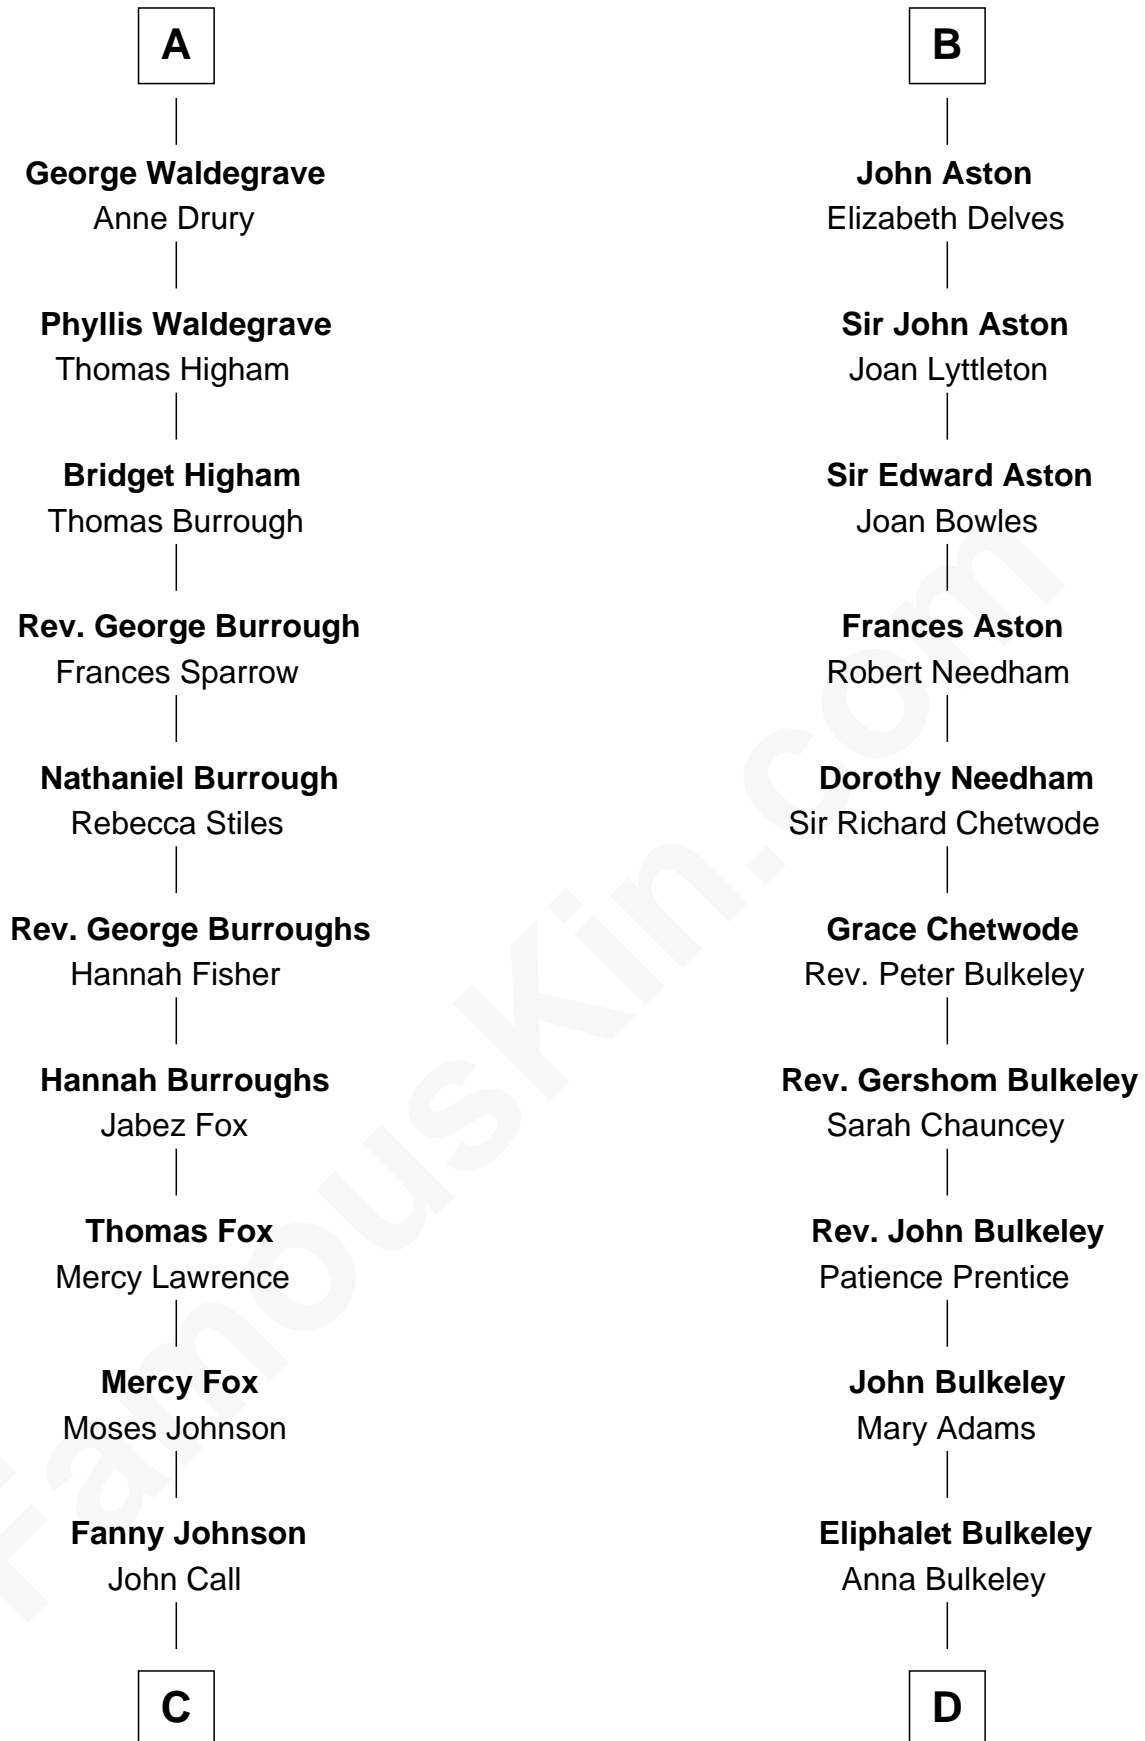 A
George Waldegrave
Anne Drury
Phyllis Waldegrave
Thomas Higham
Bridget Higham
Thomas Burrough
Rev. George Burrough
Frances Sparrow
Nathaniel Burrough
Rebecca Stiles
Rev. George Burroughs
Hannah Fisher
Hannah Burroughs
Jabez Fox
Thomas Fox
Mercy Lawrence
Mercy Fox
Moses Johnson
Fanny Johnson
John Call
C
B
John Aston
Elizabeth Delves
Sir John Aston
Joan Lyttleton
Sir Edward Aston
Joan Bowles
Frances Aston
Robert Needham
Dorothy Needham
Sir Richard Chetwode
Grace Chetwode
Rev. Peter Bulkeley
Rev. Gershom Bulkeley
Sarah Chauncey
Rev. John Bulkeley
Patience Prentice
John Bulkeley
Mary Adams
Eliphalet Bulkeley
Anna Bulkeley
D
FamousKin.com